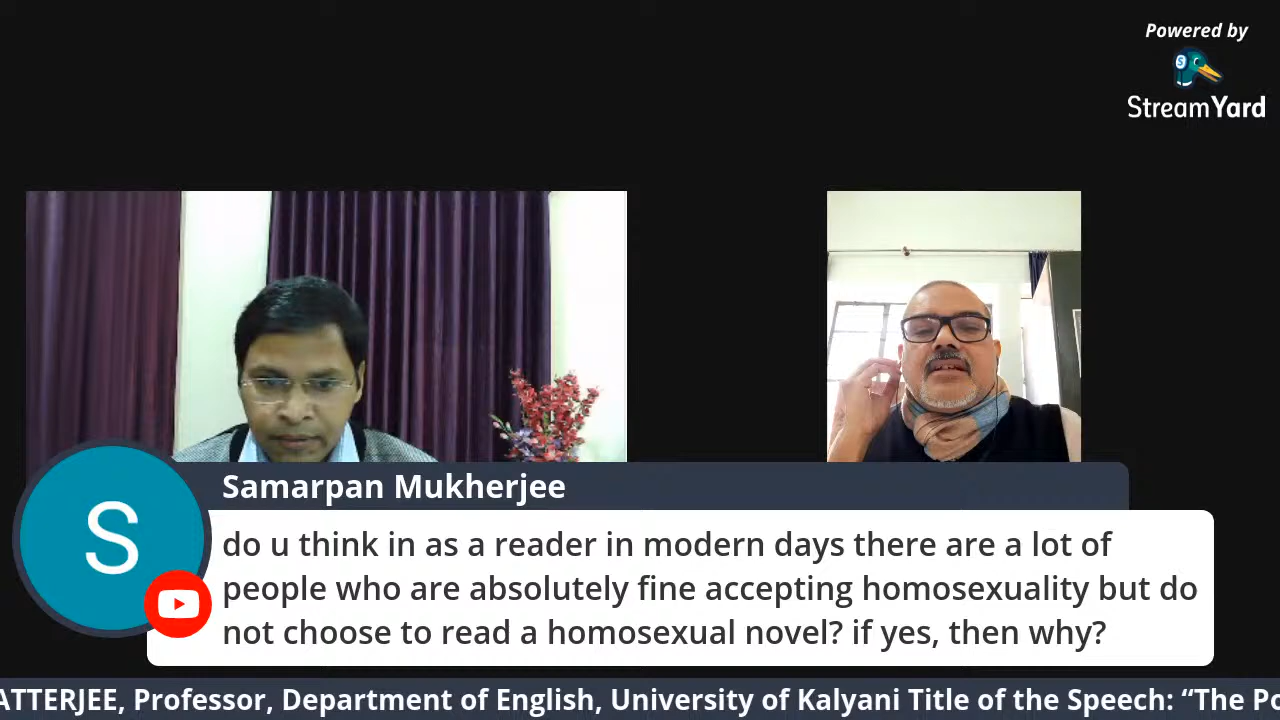 Powered by
StreamYard
S
Samarpan Mukherjee
do u think in as a reader in modern days there are a lot of
people who are absolutely fine accepting homosexuality but do
not choose to read a homosexual novel? if yes, then why?
ATTERJEE, Professor, Department of English, University of Kalyani Title of the Speech: “The Po